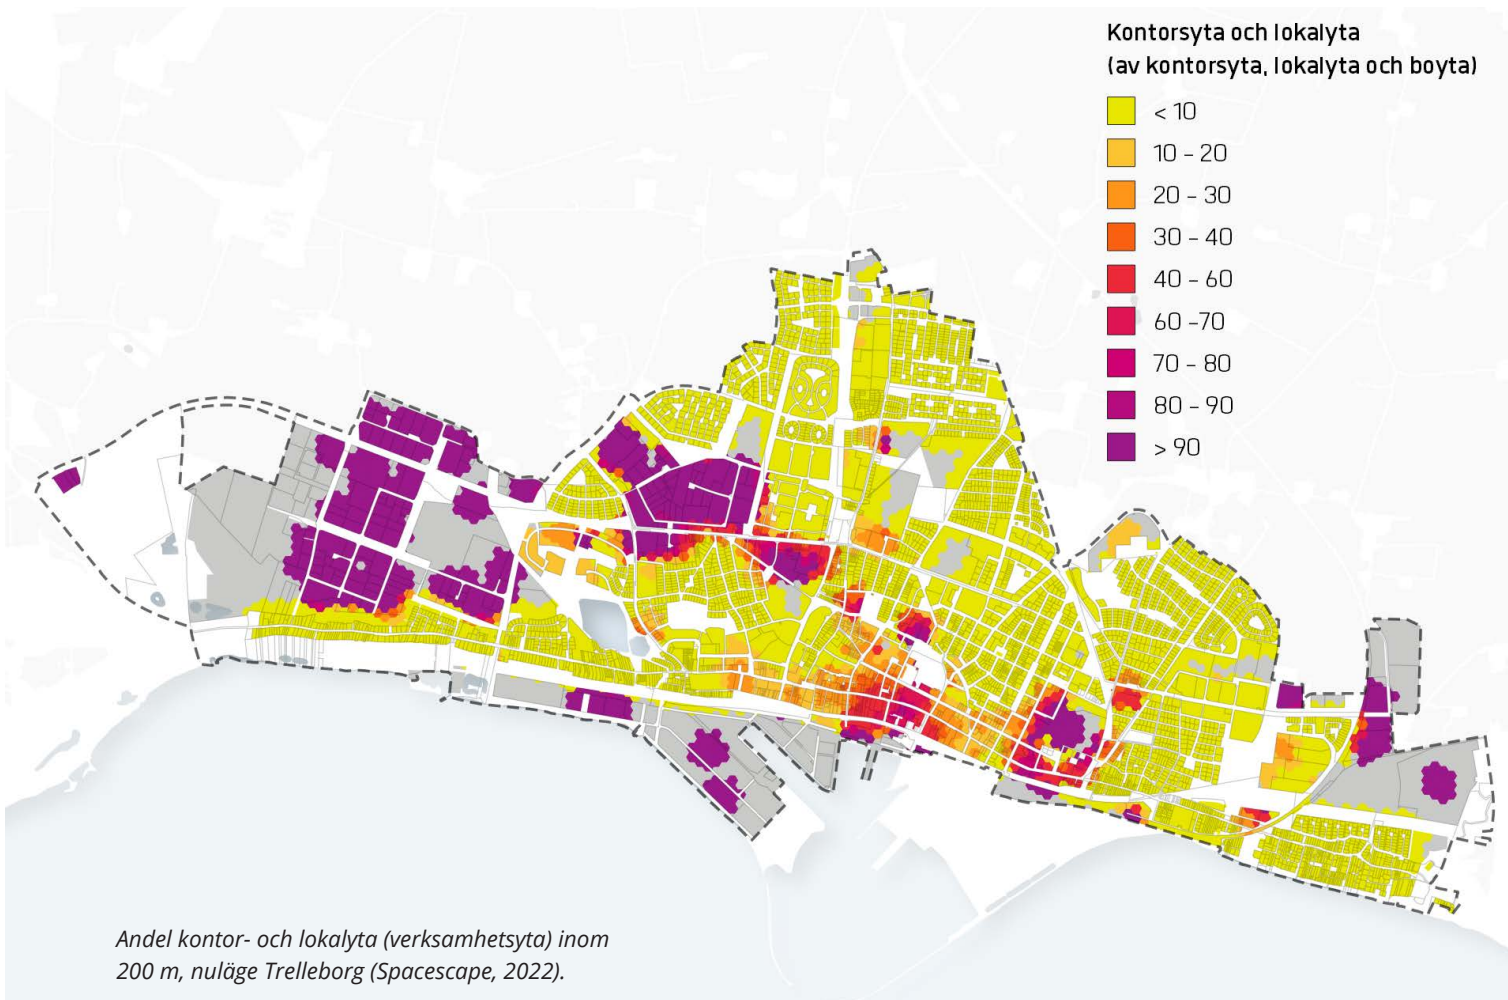 Kontorsyta och lokalyta
(av kontorsyta, lokalyta och boyta)
< 10
10 – 20
20 – 30
30 – 40
40 – 60
60 –70
70 – 80
80 – 90
> 90
Andel kontor- och lokalyta (verksamhetsyta) inom
200 m, nuläge Trelleborg (Spacescape, 2022).